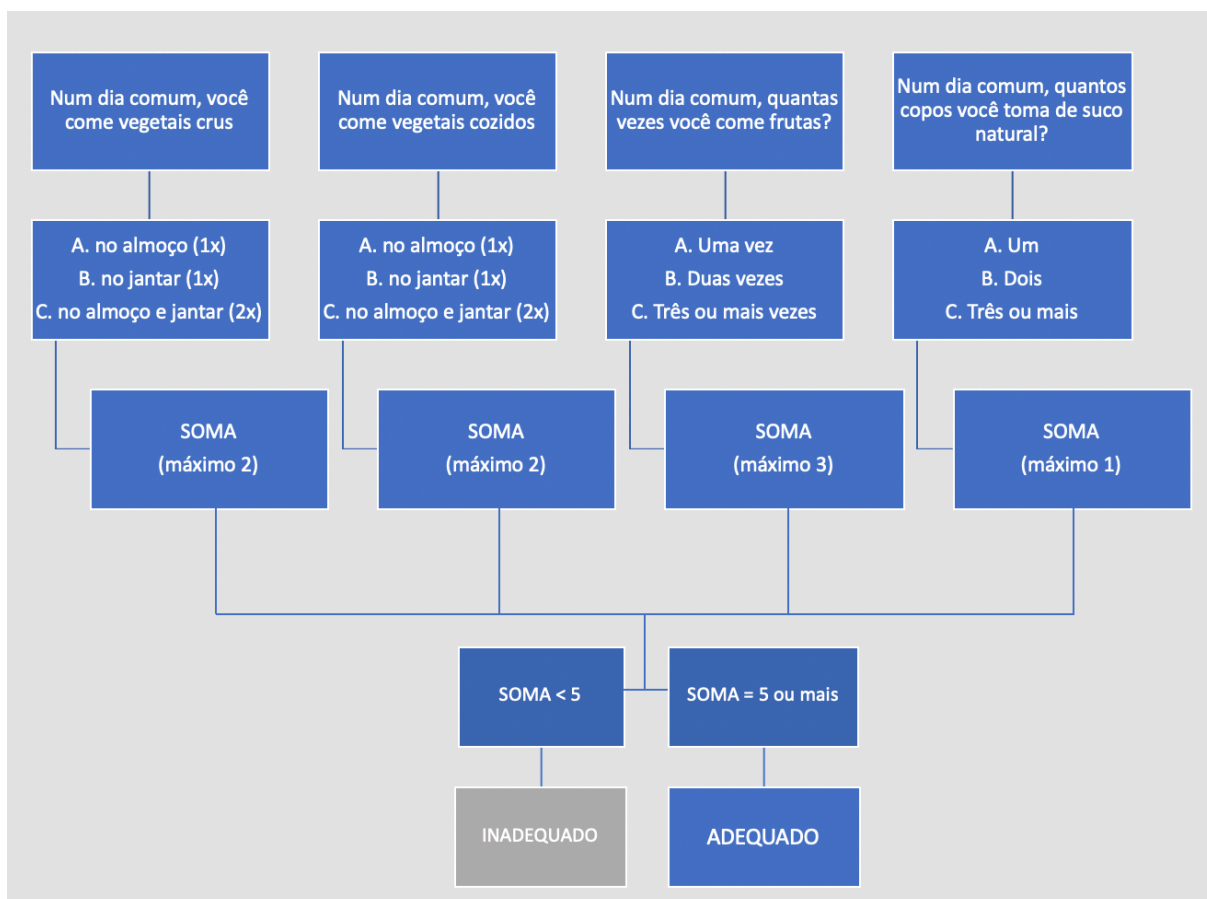 Num dia comum, você
come vegetais crus
Num dia comum, você
come vegetais cozidos
Num dia comum, quantas
vezes você come frutas?
Num dia comum, quantos
copos você toma de suco
natural?
A. no almoço (1x)
B. no jantar (1x)
C. no almoço e jantar (2x)
A. no almoço (1x)
B. no jantar (1x)
C. no almoço e jantar (2x)
A. Uma vez
B. Duas vezes
C. Três ou mais vezes
A. Um
B. Dois
C. Três ou mais
SOMA
(máximo 2)
SOMA
(máximo 2)
SOMA
(máximo 3)
SOMA
(máximo 1)
SOMA < 5
SOMA = 5 ou mais
INADEQUADO
ADEQUADO